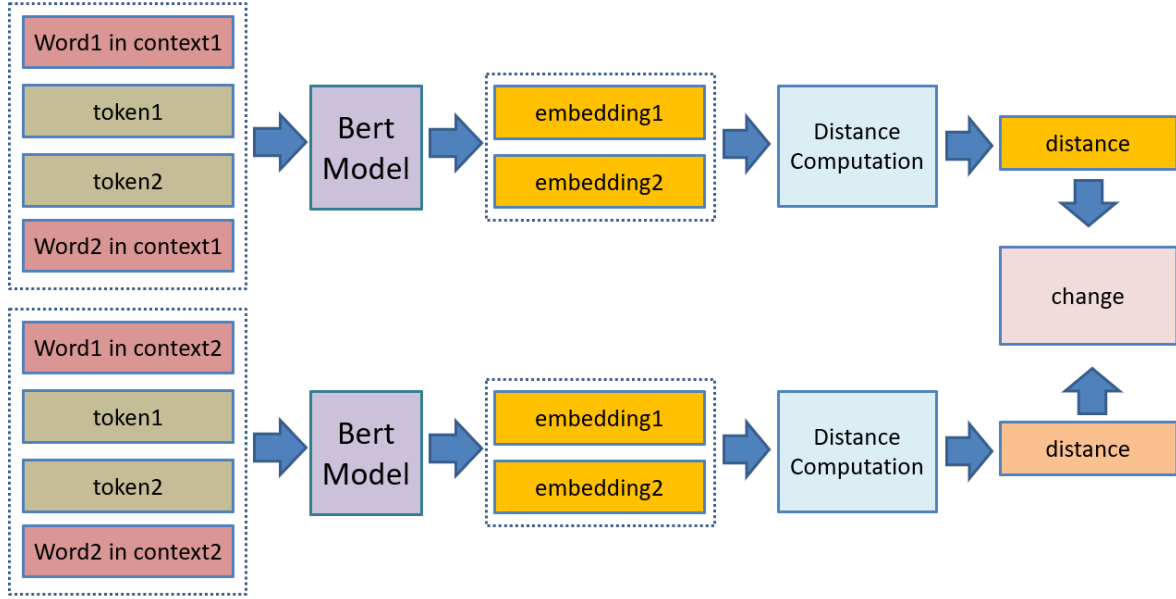 Word1 in context1
token1
token2
Word2 in context1
Bert
Model
embedding1
embedding2
Distance
Computation
distance
change
Word1 in context2
token1
token2
Word2 in context2
Bert
Model
embedding1
embedding2
Distance
Computation
distance